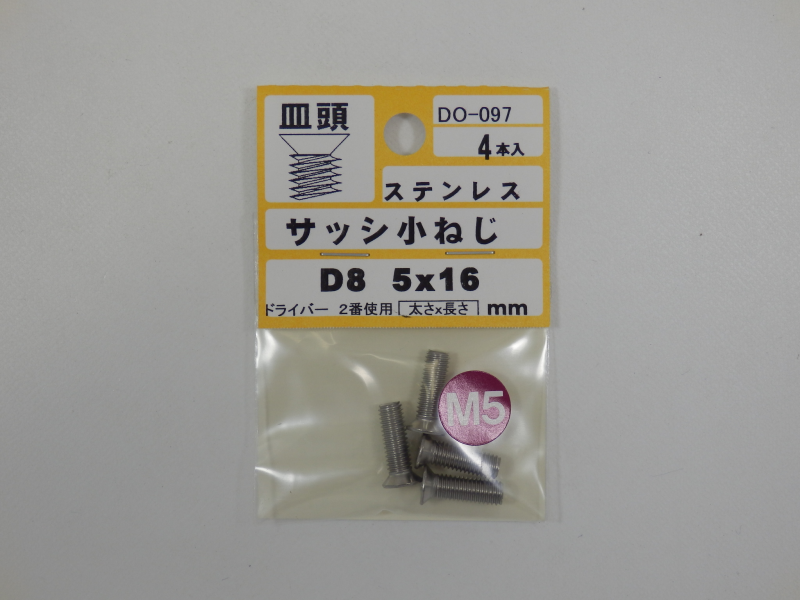 皿頭
DO-097
4本入
ステンレス
サッシ小ねじ
D8 5x16
ドライバー 2番使用 太さx長さ mm
M5